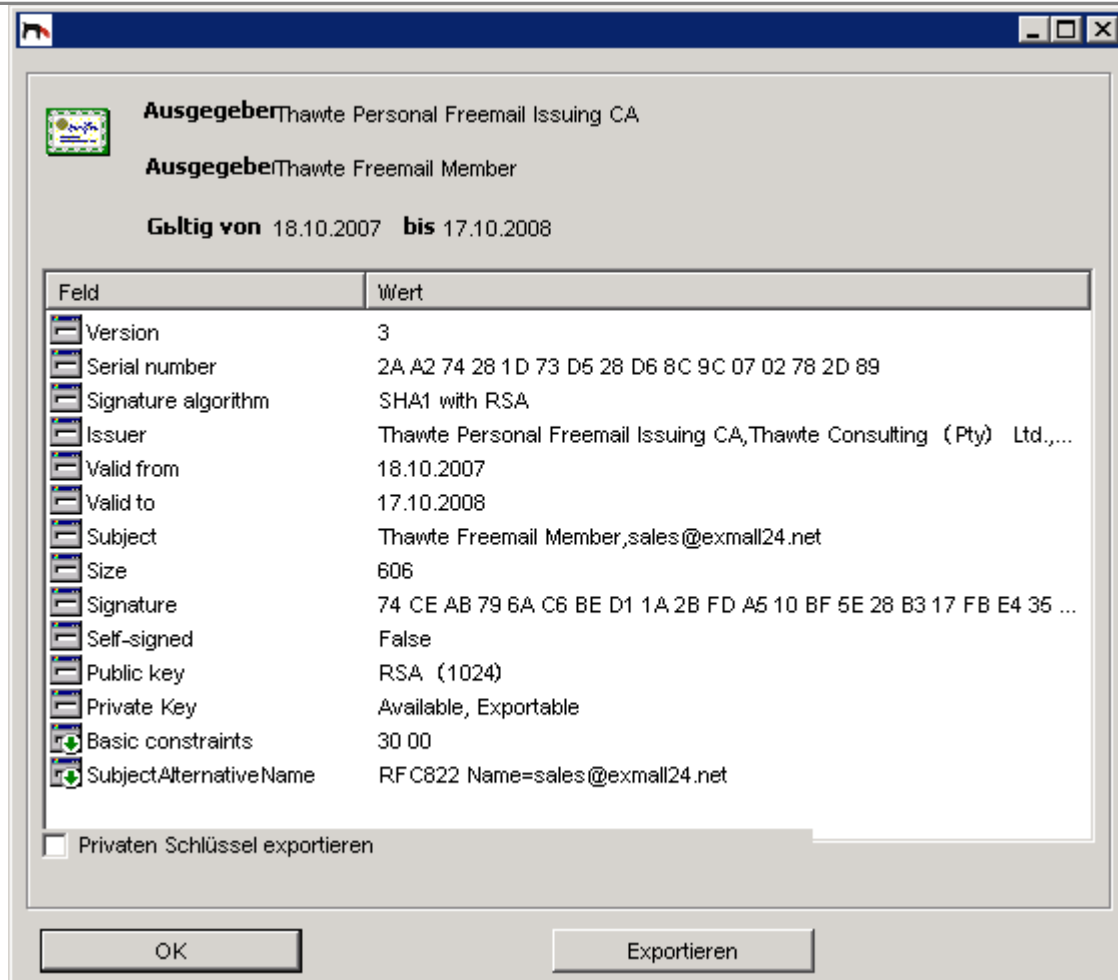 Ausgegeber Thawte Personal Freemail Issuing CA
Ausgegebe Thawte Freemail Member
Gьltig von 18.10.2007 bis 17.10.2008
Feld Wert
Version 3
Serial number 2A A2 74 28 1D 73 D5 28 D6 8C 9C 07 02 78 2D 89
Signature algorithm SHA1 with RSA
Issuer Thawte Personal Freemail Issuing CA,Thawte Consulting (Pty) Ltd.,...
Valid from 18.10.2007
Valid to 17.10.2008
Subject Thawte Freemail Member,sales@exmall24.net
Size 606
Signature 74 CE AB 79 6A C6 BE D1 1A 2B FD A5 10 BF 5E 28 B3 17 FB E4 35 ...
Self-signed False
Public key RSA (1024)
Private Key Available, Exportable
Basic constraints 30 00
SubjectAlternativeName RFC822 Name=sales@exmall24.net
Privaten Schlüssel exportieren
OK Exportieren